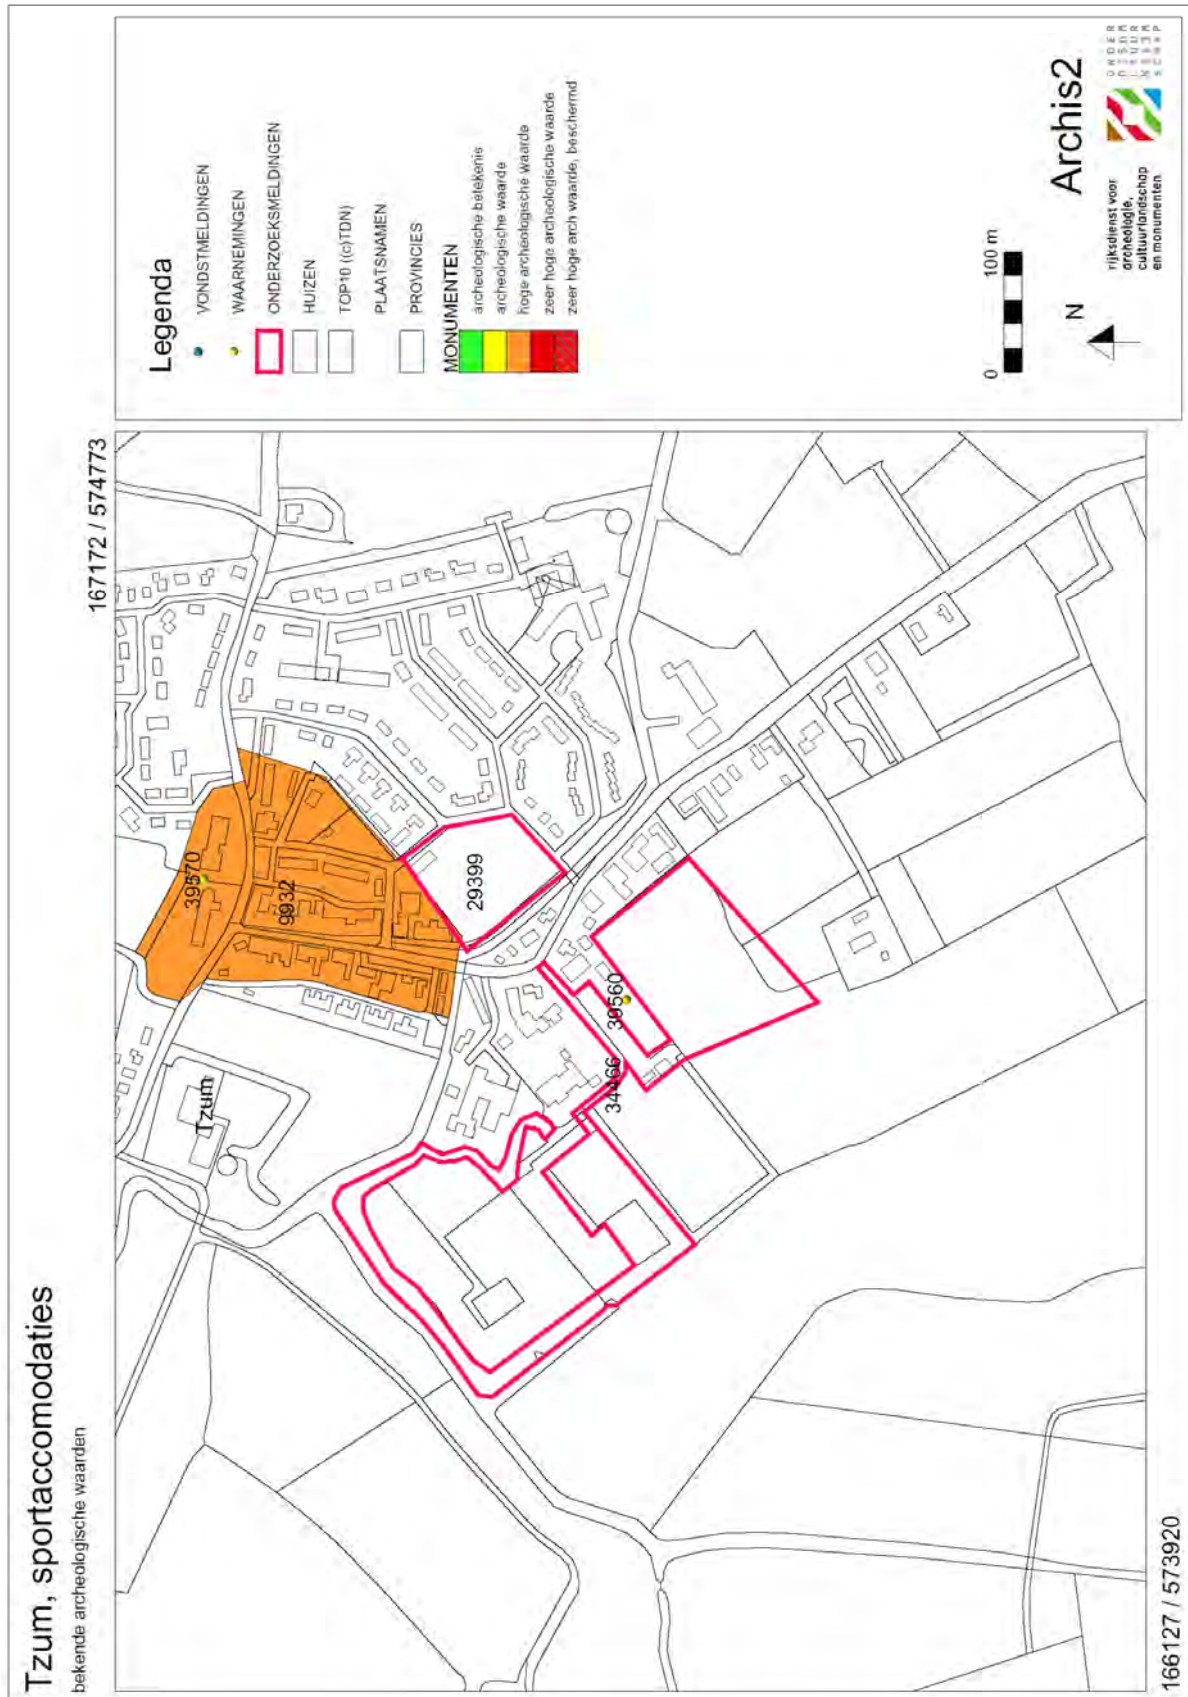 Tzum, sportaccomodaties
bekende archeologische waarden
167172 / 574773
39570
9932
29399
39560
34466
Tzum
166127 / 573920
Legenda
VONDSTMELDINGEN
WAARNEMINGEN
ONDERZOEKSMELDINGEN
HUIZEN
TOP10 ((c)TDN)
PLAATSNAMEN
PROVINCIES
MONUMENTEN
archeologische betekenis
archeologische waarde
hoge archeologische waarde
zeer hoge archeologische waarde
zeer hoge arch waarde, beschermd
0 100 m
N
Archis2
rijksdienst voor
archeologie,
cultuurlandschap
en monumenten